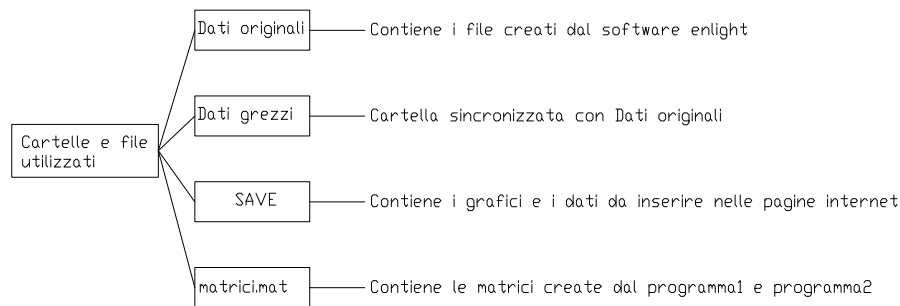 Dati originali
Contiene i file creati dal software enlight
Dati grezzi
Cartella sincronizzata con Dati originali
Cartelle e file
utilizzati
SAVE
Contiene i grafici e i dati da inserire nelle pagine internet
matrici.mat
Contiene le matrici create dal programma1 e programma2